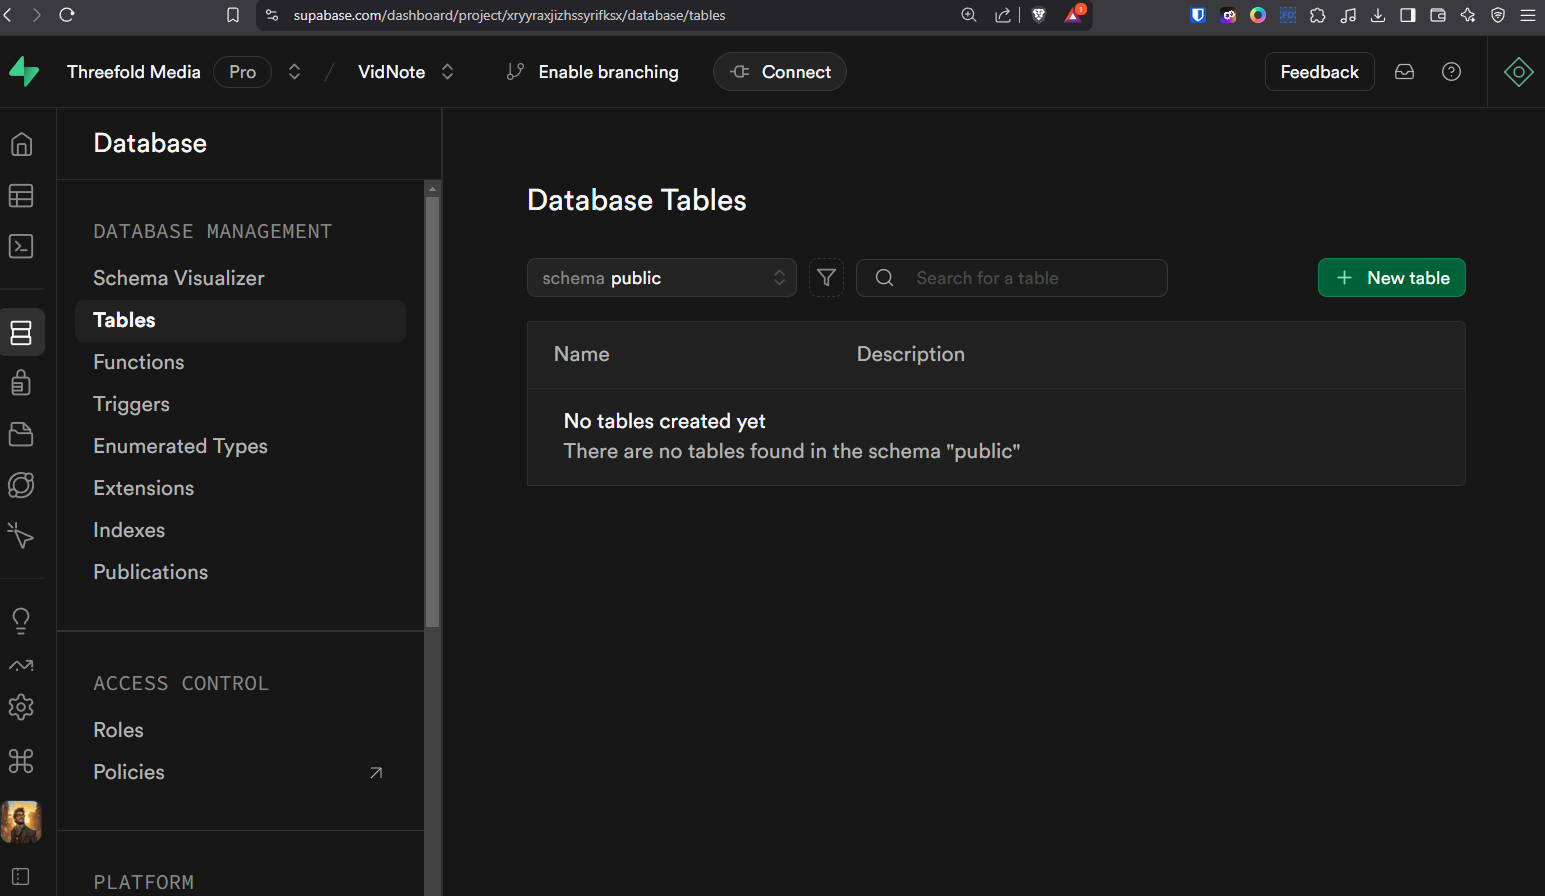 supabase.com/dashboard/project/xryyraxjizhssyrifksx/database/tables
1
FO
Threefold Media
Pro
/
VidNote
Enable branching
Connect
Feedback
Database
DATABASE MANAGEMENT
Schema Visualizer
Tables
Functions
Triggers
Enumerated Types
Extensions
Indexes
Publications
ACCESS CONTROL
Roles
Policies
PLATFORM
Database Tables
schema public
Search for a table
New table
Name Description
No tables created yet
There are no tables found in the schema "public"